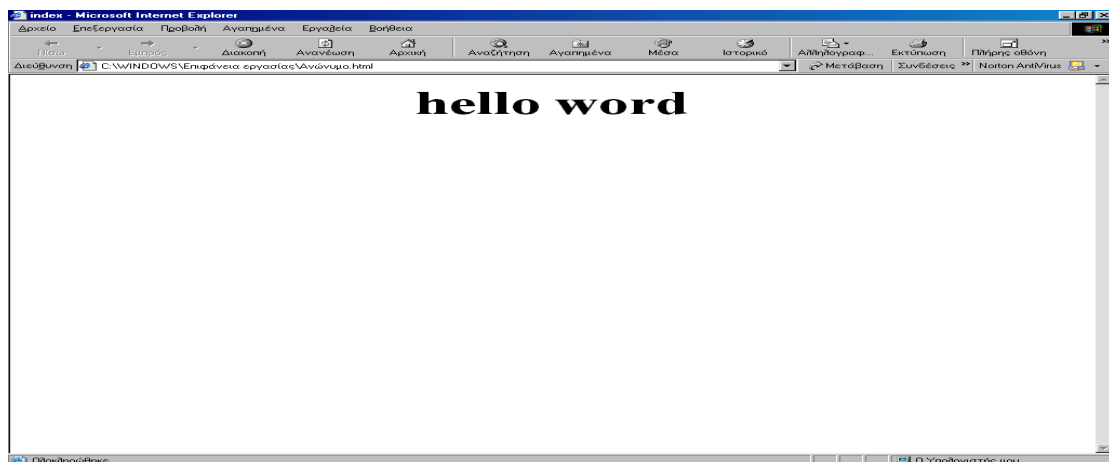 index - Microsoft Internet Explorer
Αρχείο Επεξεργασία Προβολή Αγαπημένα Εργαλεία Βοήθεια
Πίσω Εμπρός Διακοπή Ανανέωση Αρχική Αναζήτηση Αγαπημένα Μέσα Ιστορικό Αλληλογραφ... Εκτύπωση Πλήρης οθόνη »
Διεύθυνση C:\WINDOWS\Επιφάνεια εργασίας\Ανώνυμο.html Μετάβαση Συνδέσεις » Norton AntiVirus
hello word
Ολοκληρώθηκε Ο Υπολογιστής μου